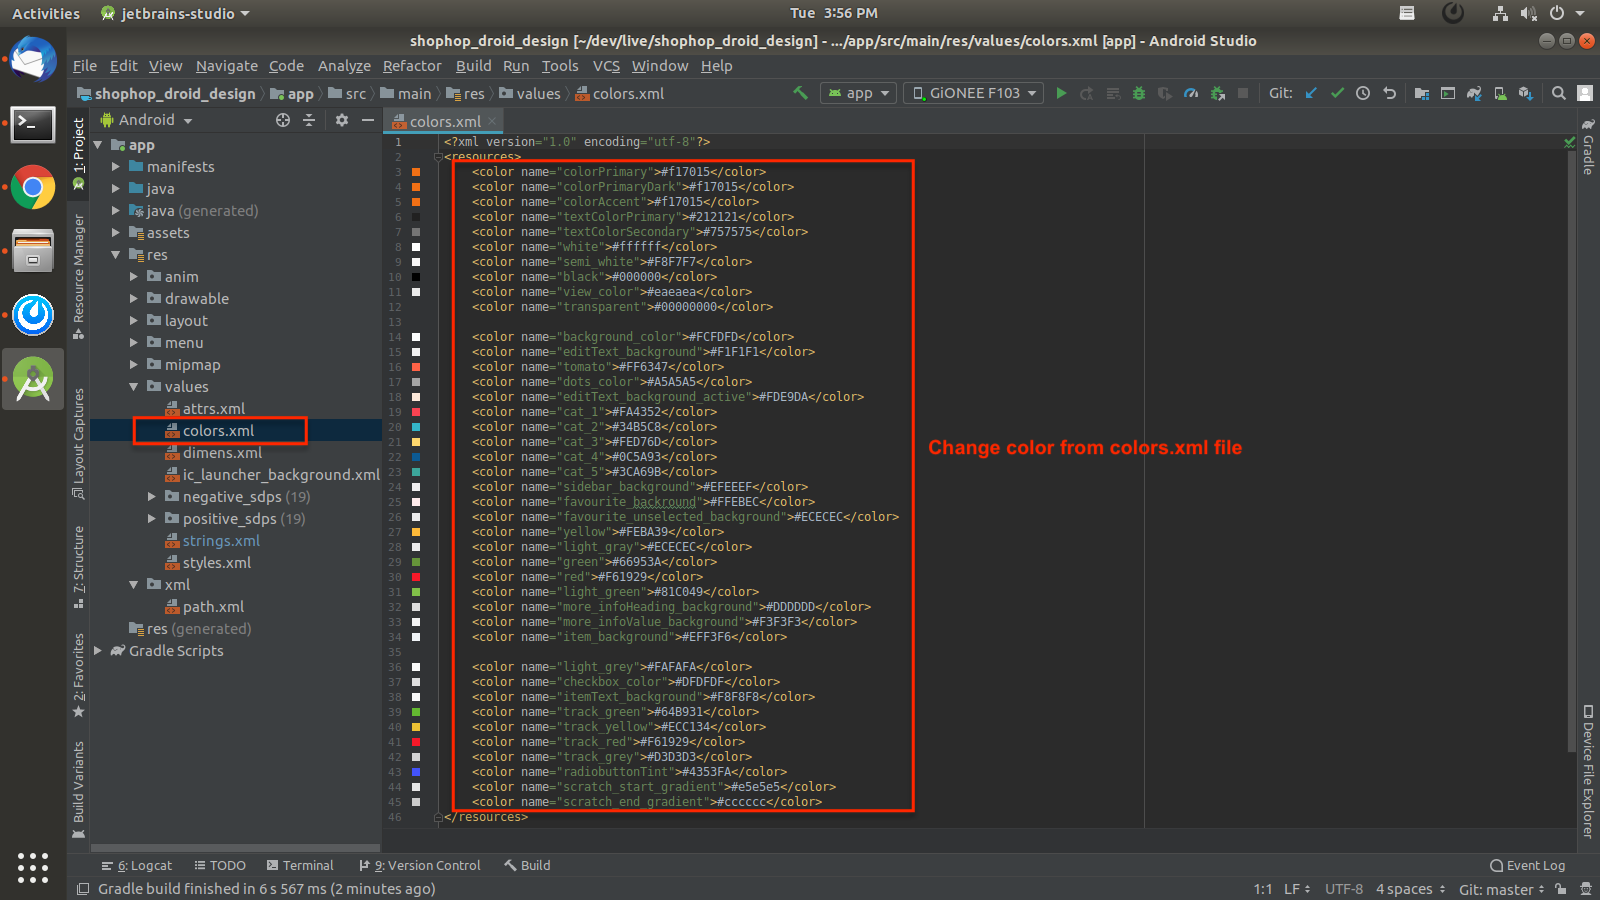 Activities jetbrains-studio Tue 3:56 PM
shophop_droid_design [~/dev/live/shophop_droid_design] - .../app/src/main/res/values/colors.xml [app] - Android Studio
File Edit View Navigate Code Analyze Refactor Build Run Tools VCS Window Help
shophop_droid_design app src main res values colors.xml app GiONEE F103 Git:
Android colors.xml
1: Project
Resource Manager
Layout Captures
7: Structure
2: Favorites
Build Variants
app
manifests
java
java (generated)
assets
res
anim
drawable
layout
menu
mipmap
values
attrs.xml
colors.xml
dimens.xml
ic_launcher_background.xml
negative_sdps (19)
positive_sdps (19)
strings.xml
styles.xml
xml
path.xml
res (generated)
Gradle Scripts
1 <?xml version="1.0" encoding="utf-8"?>
2 <resources>
3 <color name="colorPrimary">#f17015</color>
4 <color name="colorPrimaryDark">#f17015</color>
5 <color name="colorAccent">#f17015</color>
6 <color name="textColorPrimary">#212121</color>
7 <color name="textColorSecondary">#757575</color>
8 <color name="white">#ffffff</color>
9 <color name="semi_white">#F8F7F7</color>
10 <color name="black">#000000</color>
11 <color name="view_color">#eaeaea</color>
12 <color name="transparent">#00000000</color>
13
14 <color name="background_color">#FCFDFD</color>
15 <color name="editText_background">#F1F1F1</color>
16 <color name="tomato">#FF6347</color>
17 <color name="dots_color">#A5A5A5</color>
18 <color name="editText_background_active">#FDE9DA</color>
19 <color name="cat_1">#FA4352</color>
20 <color name="cat_2">#34B5C8</color>
21 <color name="cat_3">#FED76D</color>
22 <color name="cat_4">#0C5A93</color>
23 <color name="cat_5">#3CA69B</color>
24 <color name="sidebar_background">#EFEEEF</color>
25 <color name="favourite_backround">#FFEBEC</color>
26 <color name="favourite_unselected_background">#ECECEC</color>
27 <color name="yellow">#FEBA39</color>
28 <color name="light_gray">#ECECEC</color>
29 <color name="green">#66953A</color>
30 <color name="red">#F61929</color>
31 <color name="light_green">#81C049</color>
32 <color name="more_infoHeading_background">#DDDDDD</color>
33 <color name="more_infoValue_background">#F3F3F3</color>
34 <color name="item_background">#EFF3F6</color>
35
36 <color name="light_grey">#FAFAFA</color>
37 <color name="checkbox_color">#DFDFDF</color>
38 <color name="itemText_background">#F8F8F8</color>
39 <color name="track_green">#64B931</color>
40 <color name="track_yellow">#ECC134</color>
41 <color name="track_red">#F61929</color>
42 <color name="track_grey">#D3D3D3</color>
43 <color name="radiobuttonTint">#4353FA</color>
44 <color name="scratch_start_gradient">#e5e5e5</color>
45 <color name="scratch_end_gradient">#cccccc</color>
46 </resources>
Change color from colors.xml file
Gradle
Device File Explorer
6: Logcat TODO Terminal 9: Version Control Build Event Log
Gradle build finished in 6 s 567 ms (2 minutes ago) 1:1 LF UTF-8 4 spaces Git: master